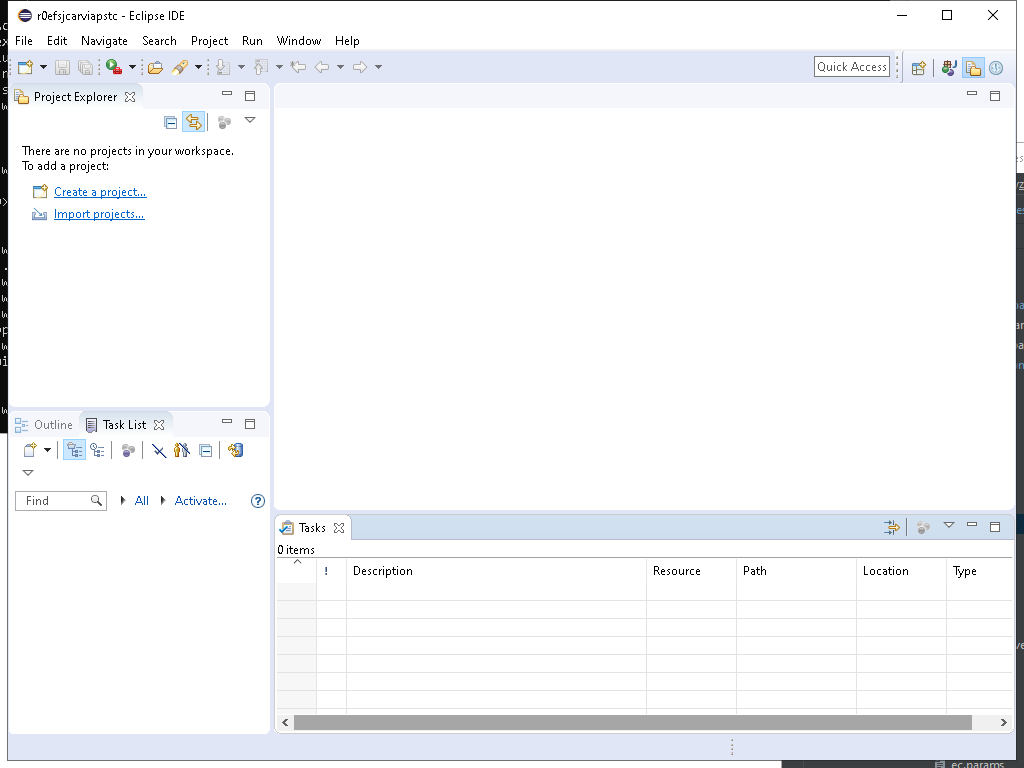 r0efsjcarviapstc - Eclipse IDE
File Edit Navigate Search Project Run Window Help
Quick Access
Project Explorer
There are no projects in your workspace.
To add a project:
Create a project...
Import projects...
Outline Task List
Find All Activate...
Tasks
0 items
! Description Resource Path Location Type
ec.params